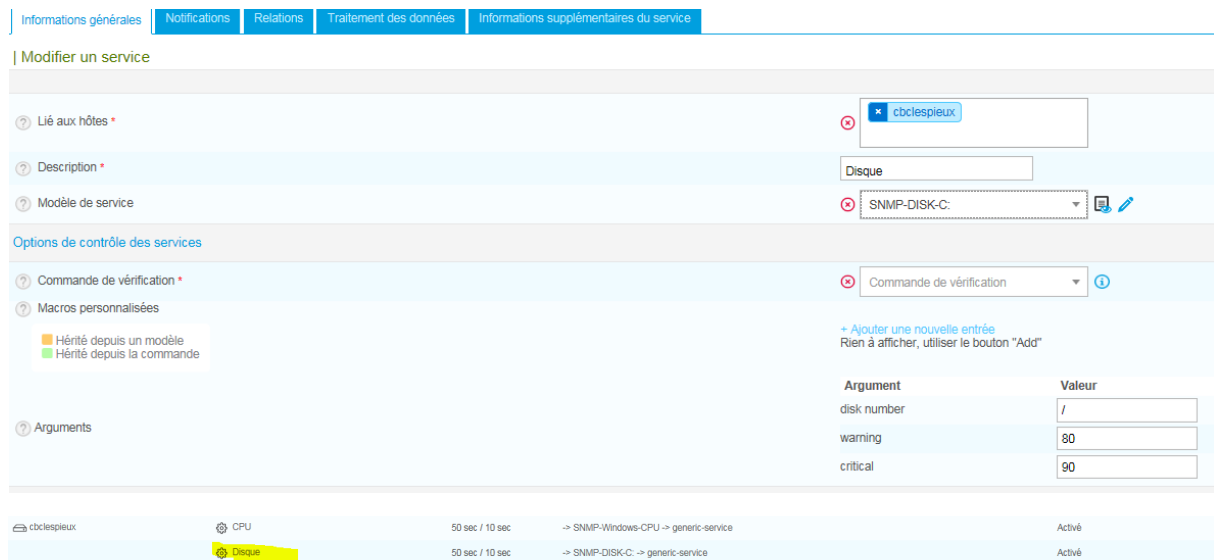 Informations générales Notifications Relations Traitement des données Informations supplémentaires du service
| Modifier un service
? Lié aux hôtes * × cbclespieux
? Description * Disque
? Modèle de service SNMP-DISK-C:
Options de contrôle des services
? Commande de vérification * Commande de vérification
? Macros personnalisées
+ Ajouter une nouvelle entrée
Hérité depuis un modèle
Rien à afficher, utiliser le bouton "Add"
Hérité depuis la commande
Argument Valeur
disk number /
? Arguments
warning 80
critical 90
cbclespieux CPU 50 sec / 10 sec -> SNMP-Windows-CPU -> generic-service Activé
Disque 50 sec / 10 sec -> SNMP-DISK-C: -> generic-service Activé